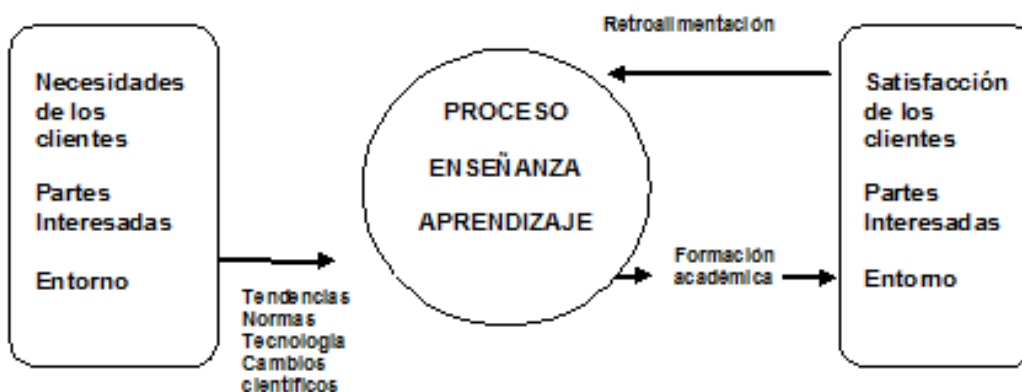 Necesidades
de los
clientes
Partes
Interesadas
Entorno
Tendencias
Normas
Tecnología
Cambios
científicos
PROCESO
ENSEÑANZA
APRENDIZAJE
Retroalimentación
Formación
académica
Satisfacción
de los
clientes
Partes
Interesadas
Entorno